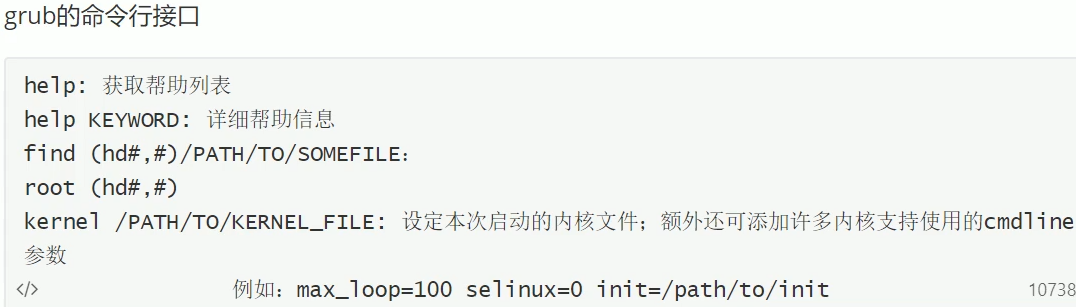 grub的命令行接口
help: 获取帮助列表
help KEYWORD: 详细帮助信息
find (hd#,#)/PATH/TO/SOMEFILE:
root (hd#,#)
kernel /PATH/TO/KERNEL_FILE: 设定本次启动的内核文件；额外还可添加许多内核支持使用的cmdline
参数
</> 例如：max_loop=100 selinux=0 init=/path/to/init 10738